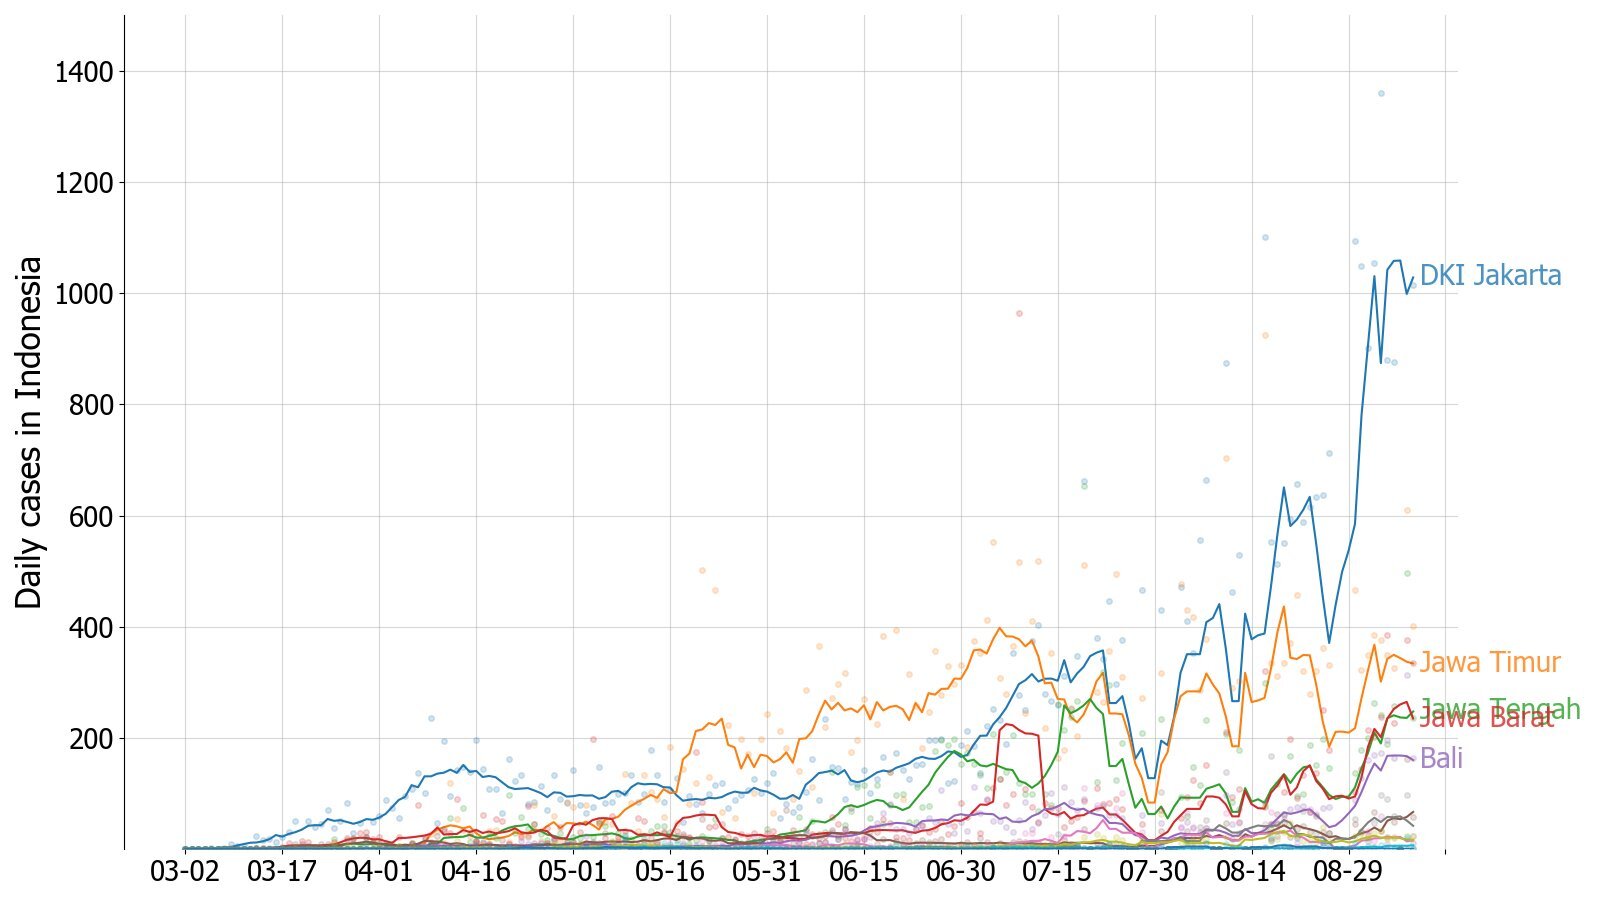 Daily cases in Indonesia
1400
1200
1000
800
600
400
200
DKI Jakarta
Jawa Timur
Jawa Tengah
Jawa Barat
Bali
03-02 03-17 04-01 04-16 05-01 05-16 05-31 06-15 06-30 07-15 07-30 08-14 08-29